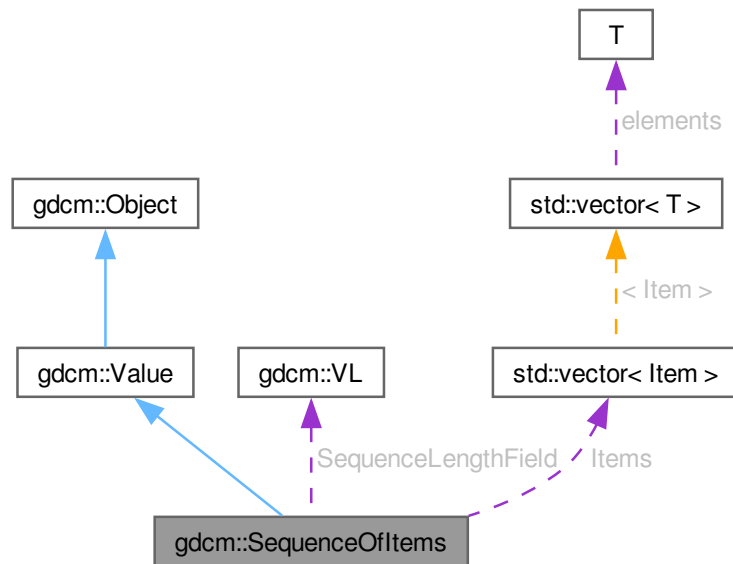 T
elements
gdcm::Object
std::vector< T >
< Item >
gdcm::Value
gdcm::VL
std::vector< Item >
SequenceLengthField
Items
gdcm::SequenceOfItems